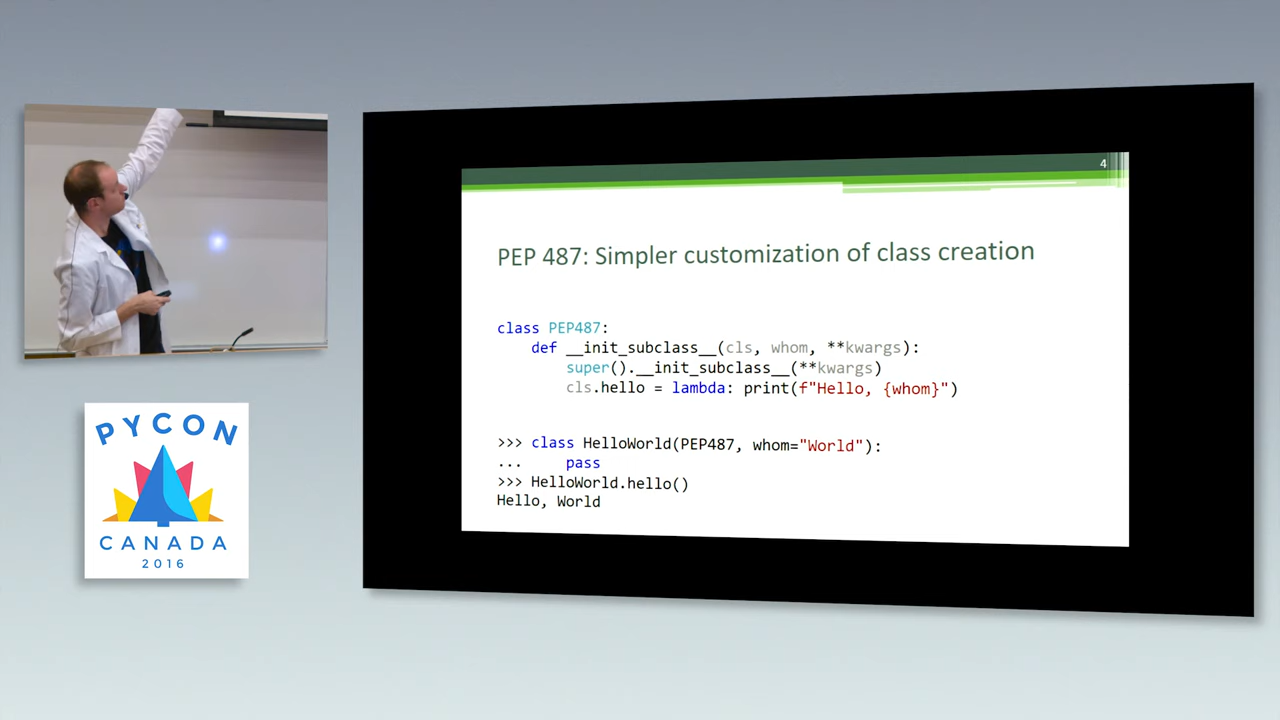 4
PEP 487: Simpler customization of class creation
class PEP487:
    def __init_subclass__(cls, whom, **kwargs):
        super().__init_subclass__(**kwargs)
        cls.hello = lambda: print(f"Hello, {whom}")
>>> class HelloWorld(PEP487, whom="World"):
...     pass
>>> HelloWorld.hello()
Hello, World
PYCON
CANADA
2016